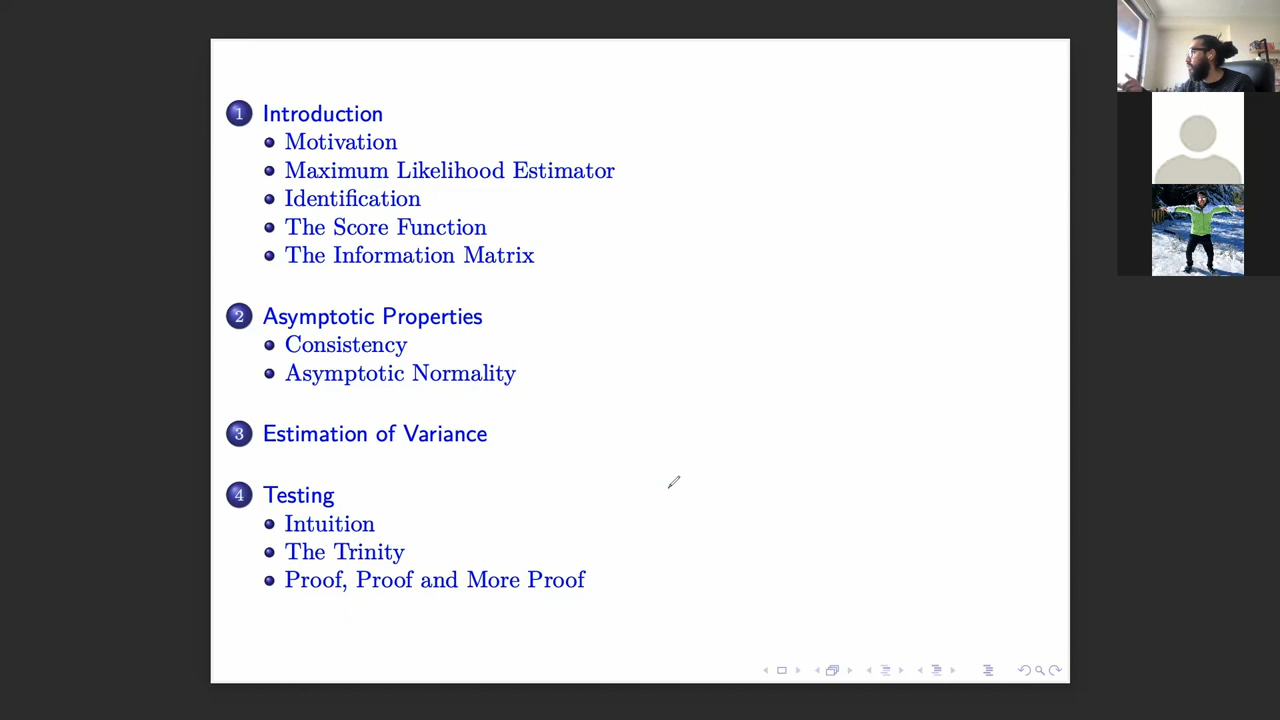 1 Introduction
Motivation
Maximum Likelihood Estimator
Identification
The Score Function
The Information Matrix
2 Asymptotic Properties
Consistency
Asymptotic Normality
3 Estimation of Variance
4 Testing
Intuition
The Trinity
Proof, Proof and More Proof